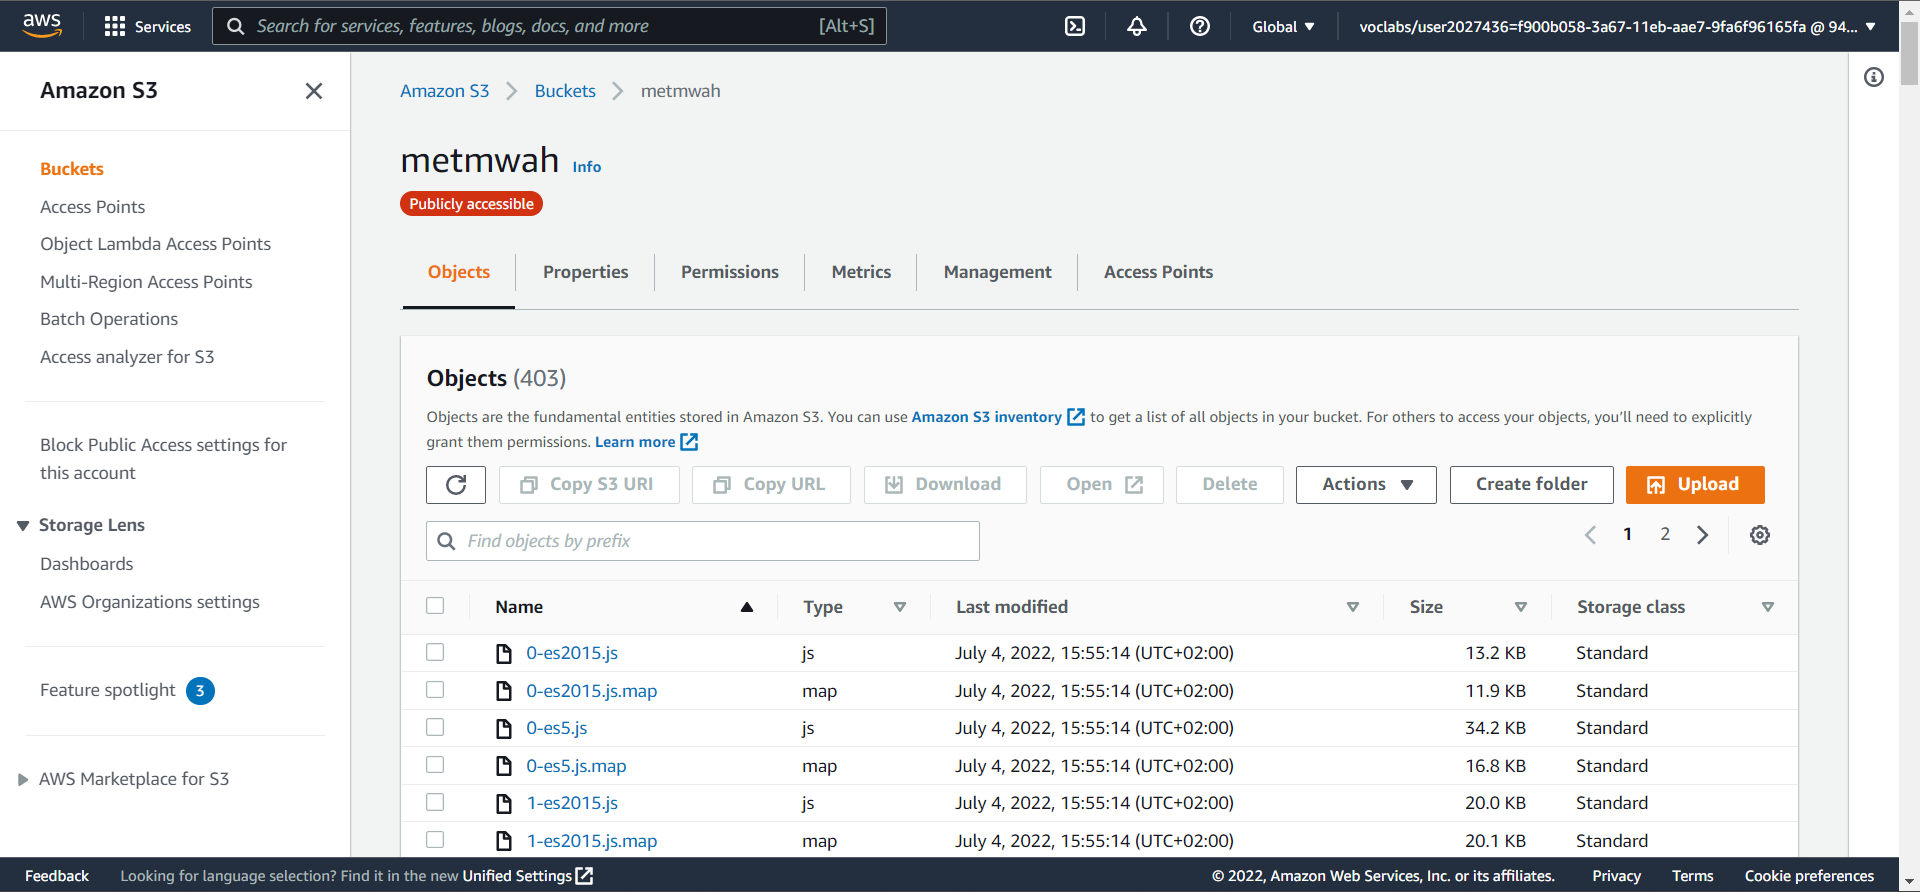 aws Services Search for services, features, blogs, docs, and more [Alt+S] Global voclabs/user2027436=f900b058-3a67-11eb-aae7-9fa6f96165fa @ 94...
Amazon S3
Buckets
Access Points
Object Lambda Access Points
Multi-Region Access Points
Batch Operations
Access analyzer for S3
Block Public Access settings for
this account
Storage Lens
Dashboards
AWS Organizations settings
Feature spotlight 3
AWS Marketplace for S3
Amazon S3 Buckets metmwah
metmwah Info
Publicly accessible
Objects Properties Permissions Metrics Management Access Points
Objects (403)
Objects are the fundamental entities stored in Amazon S3. You can use Amazon S3 inventory to get a list of all objects in your bucket. For others to access your objects, you'll need to explicitly
grant them permissions. Learn more
Copy S3 URI Copy URL Download Open Delete Actions Create folder Upload
Find objects by prefix 1 2
Name Type Last modified Size Storage class
0-es2015.js js July 4, 2022, 15:55:14 (UTC+02:00) 13.2 KB Standard
0-es2015.js.map map July 4, 2022, 15:55:14 (UTC+02:00) 11.9 KB Standard
0-es5.js js July 4, 2022, 15:55:14 (UTC+02:00) 34.2 KB Standard
0-es5.js.map map July 4, 2022, 15:55:14 (UTC+02:00) 16.8 KB Standard
1-es2015.js js July 4, 2022, 15:55:14 (UTC+02:00) 20.0 KB Standard
1-es2015.js.map map July 4, 2022, 15:55:14 (UTC+02:00) 20.1 KB Standard
Feedback Looking for language selection? Find it in the new Unified Settings © 2022, Amazon Web Services, Inc. or its affiliates. Privacy Terms Cookie preferences